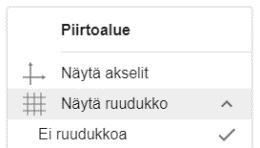 Piirtoalue
Näytä akselit
Näytä ruudukko
Ei ruudukkoa